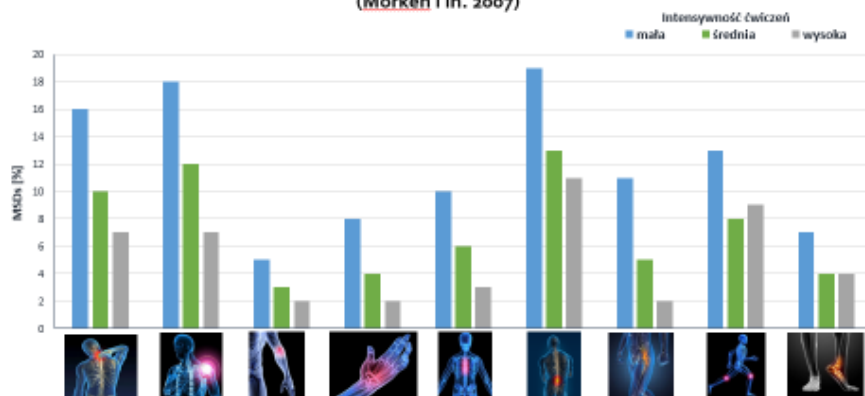 (Morken i in. 2007)
Intensywność ćwiczeń
mała średnia wysoka
20
18
16
14
12
10
8
6
4
2
0
MSDs [%]